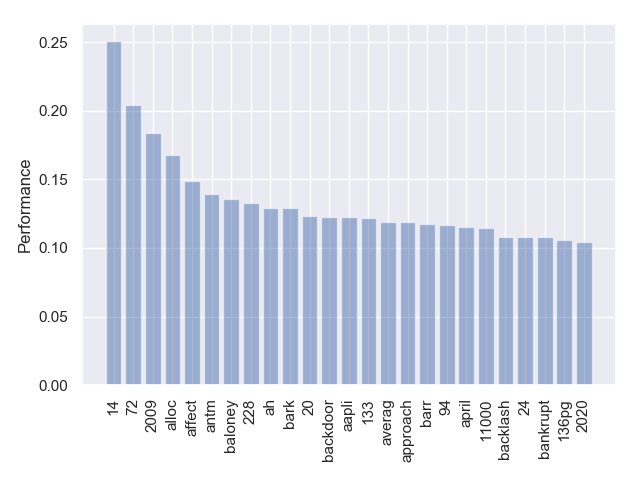 0.25
0.20
0.15
0.10
0.05
0.00
Performance
14
72
2009
alloc
affect
antm
baloney
228
ah
bark
20
backdoor
aapli
133
averag
approach
barr
94
april
11000
backlash
24
bankrupt
136pg
2020